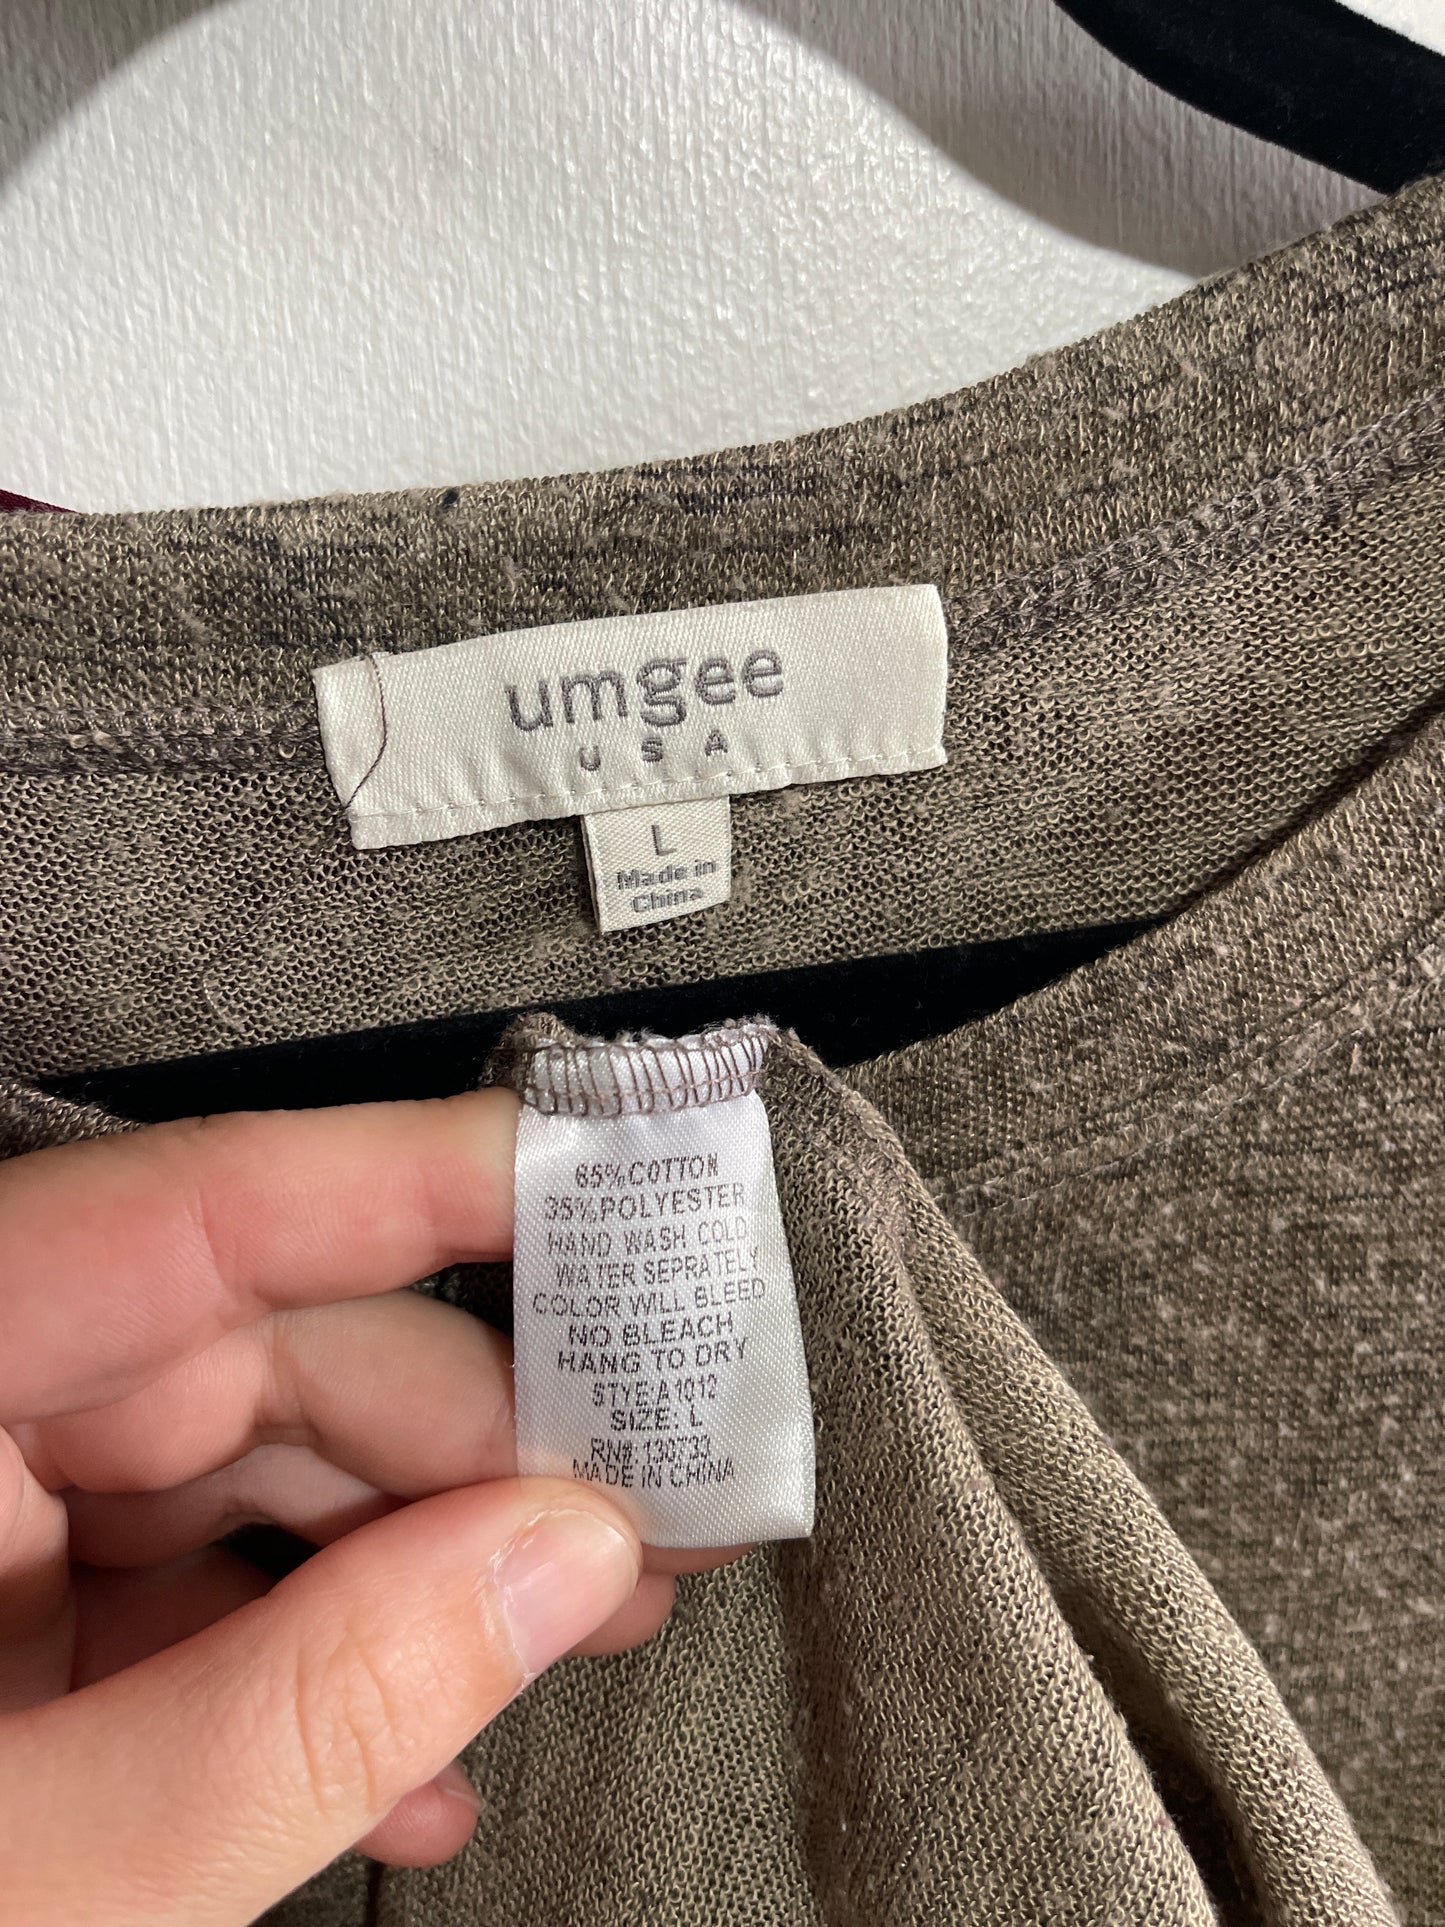 umgee
USA
L
Made in
China
65%COTTON
35%POLYESTER
HAND WASH COLD
WATER SEPRATELY
COLOR WILL BLEED
NO BLEACH
HANG TO DRY
STYE:A1012
SIZE: L
RN#:130733
MADE IN CHINA